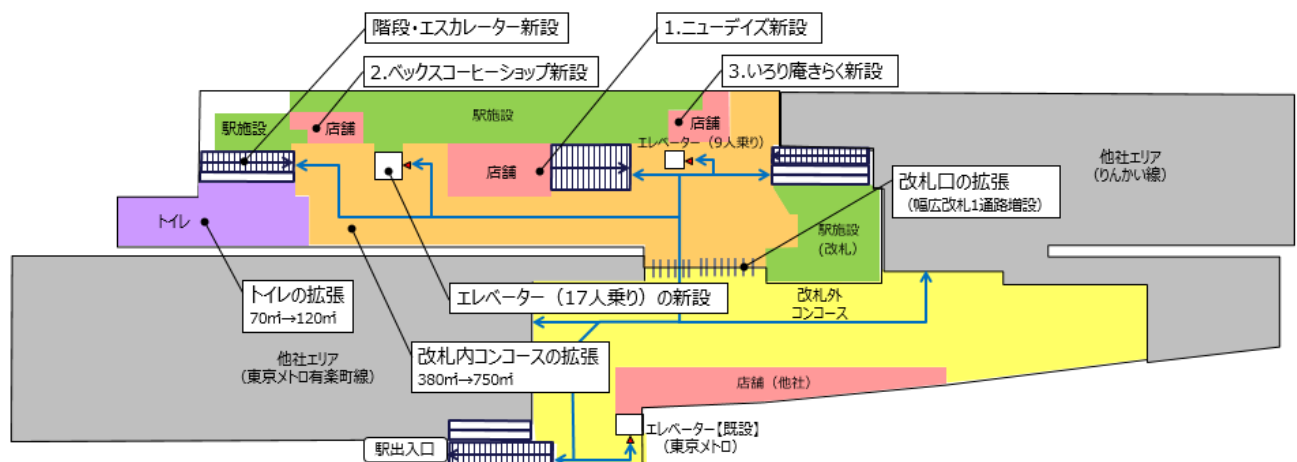 階段・エスカレーター新設
1.ニューデイズ新設
2.ベックスコーヒーショップ新設
3.いろり庵きらく新設
駅施設
駅施設
店舗
店舗
エレベーター（9人乗り）
店舗
他社エリア
（りんかい線）
改札口の拡張
（幅広改札1通路増設）
トイレ
駅施設
(改札)
トイレの拡張
70㎡→120㎡
エレベーター（17人乗り）の新設
改札外
コンコース
他社エリア
（東京メトロ有楽町線）
改札内コンコースの拡張
380㎡→750㎡
店舗（他社）
エレベーター【既設】
（東京メトロ）
駅出入口